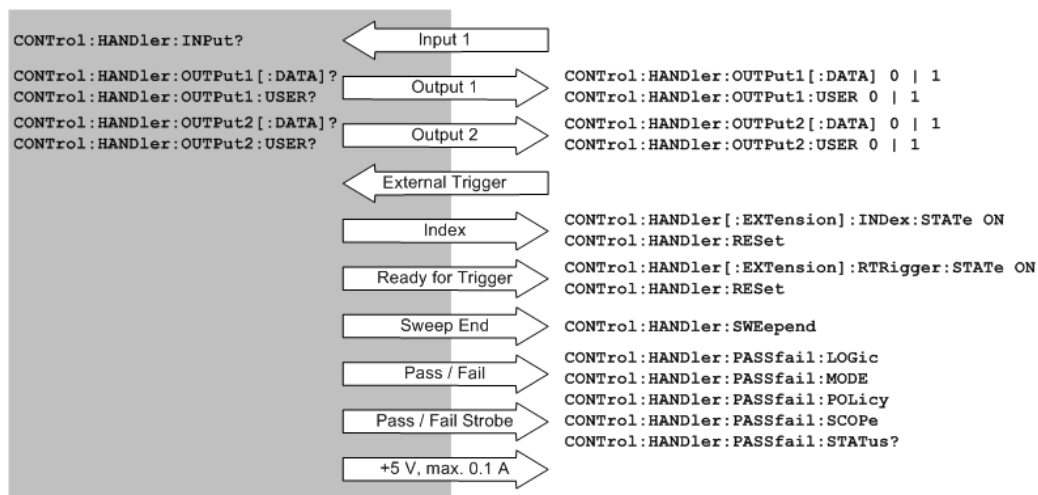 CONTrol:HANDler:INPut?
Input 1
CONTrol:HANDler:OUTPut1[:DATA]?
CONTrol:HANDler:OUTPut1:USER?
Output 1
CONTrol:HANDler:OUTPut1[:DATA] 0 | 1
CONTrol:HANDler:OUTPut1:USER 0 | 1
CONTrol:HANDler:OUTPut2[:DATA]?
CONTrol:HANDler:OUTPut2:USER?
Output 2
CONTrol:HANDler:OUTPut2[:DATA] 0 | 1
CONTrol:HANDler:OUTPut2:USER 0 | 1
External Trigger
Index
CONTrol:HANDler[:EXTension]:INDex:STATe ON
CONTrol:HANDler:RESet
Ready for Trigger
CONTrol:HANDler[:EXTension]:RTRigger:STATe ON
CONTrol:HANDler:RESet
Sweep End
CONTrol:HANDler:SWEepend
Pass / Fail
CONTrol:HANDler:PASSfail:LOGic
CONTrol:HANDler:PASSfail:MODE
CONTrol:HANDler:PASSfail:POLicy
Pass / Fail Strobe
CONTrol:HANDler:PASSfail:SCOPe
CONTrol:HANDler:PASSfail:STATus?
+5 V, max. 0.1 A